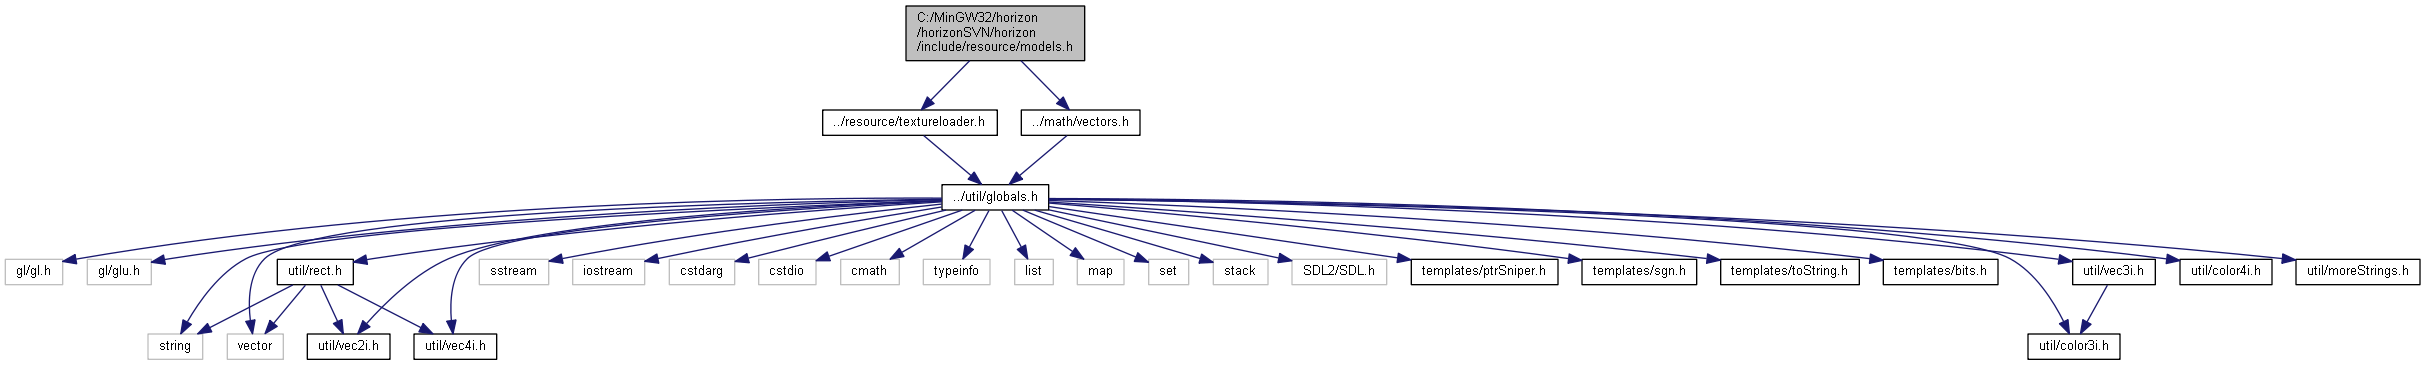 C:/MinGW32/horizon
/horizonSVN/horizon
/include/resource/models.h
../resource/textureloader.h
../math/vectors.h
../util/globals.h
gl/gl.h
gl/glu.h
util/rect.h
sstream
iostream
cstdarg
cstdio
cmath
typeinfo
list
map
set
stack
SDL2/SDL.h
templates/ptrSniper.h
templates/sgn.h
templates/toString.h
templates/bits.h
util/vec3i.h
util/color4i.h
util/moreStrings.h
string
vector
util/vec2i.h
util/vec4i.h
util/color3i.h